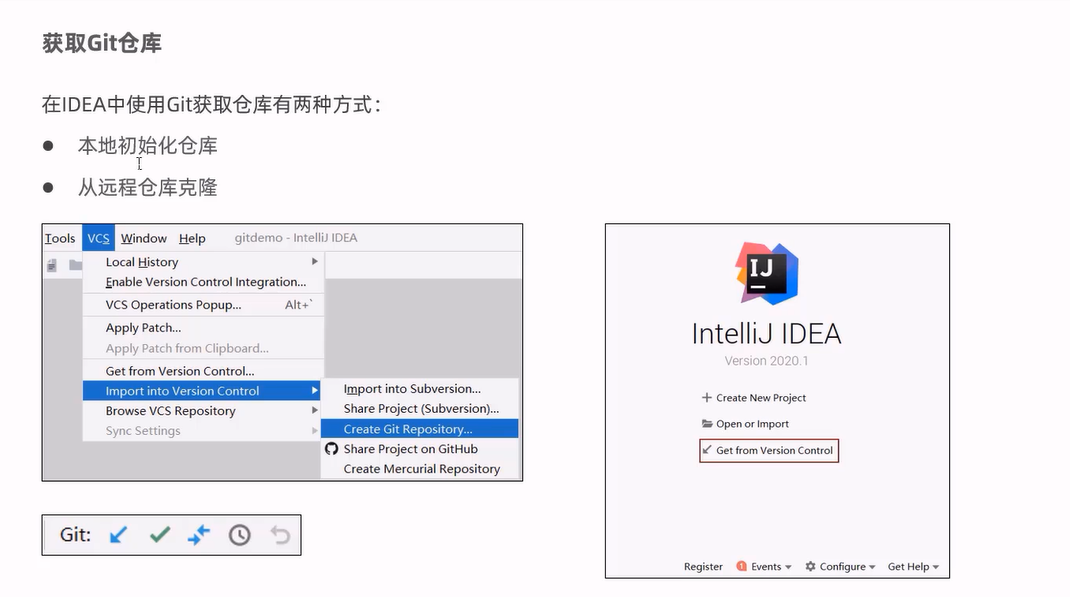 获取Git仓库
在IDEA中使用Git获取仓库有两种方式：
● 本地初始化仓库
● 从远程仓库克隆
Tools VCS Window Help gitdemo - IntelliJ IDEA
Local History
Enable Version Control Integration...
VCS Operations Popup... Alt+`
Apply Patch...
Apply Patch from Clipboard...
Get from Version Control...
Import into Version Control
Browse VCS Repository
Sync Settings
Import into Subversion...
Share Project (Subversion)...
Create Git Repository...
Share Project on GitHub
Create Mercurial Repository
Git:
IJ
IntelliJ IDEA
Version 2020.1
Create New Project
Open or Import
Get from Version Control
Register 1 Events Configure Get Help